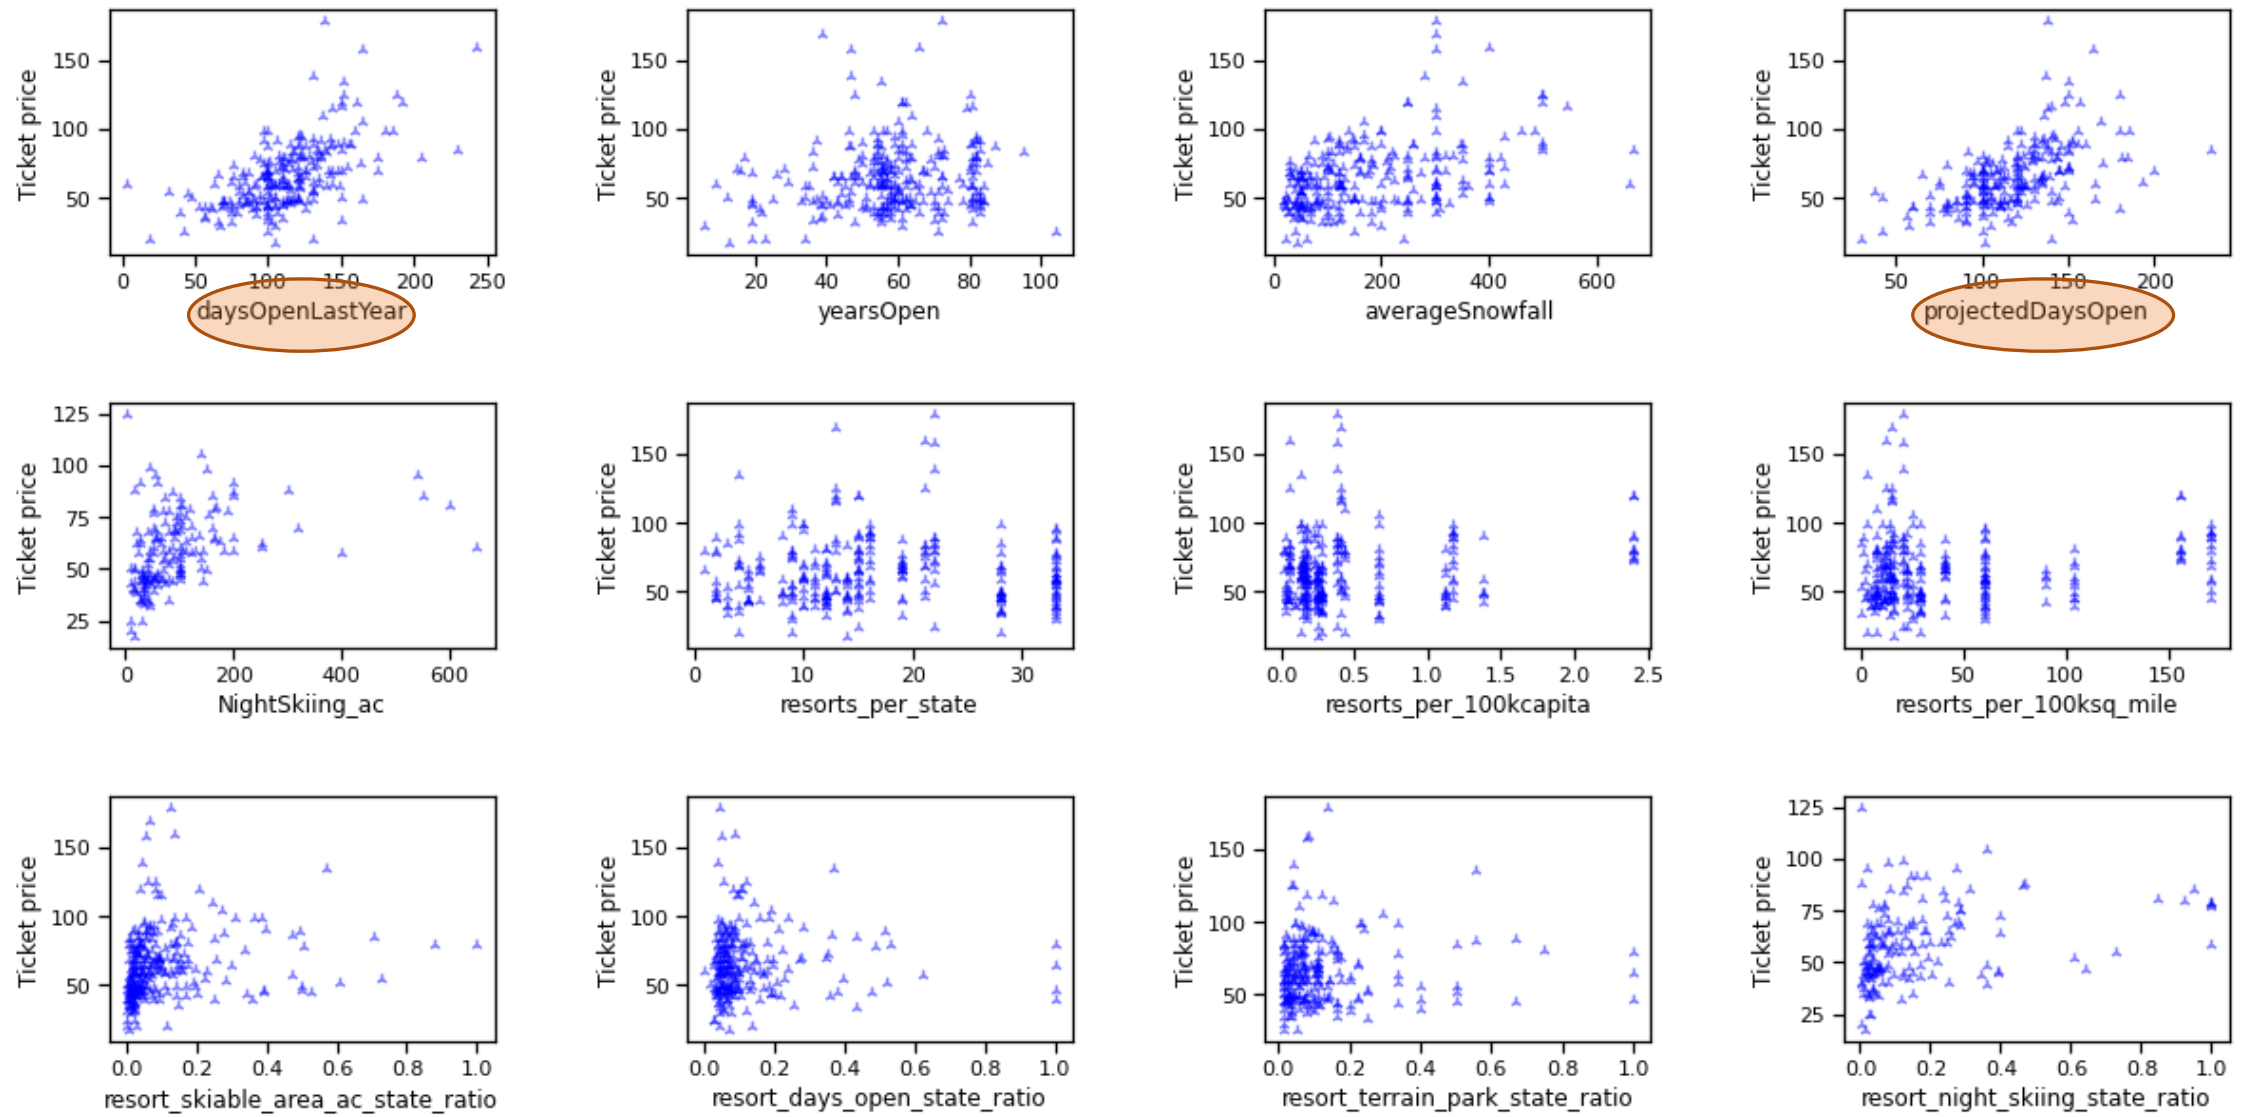 150
100
50
Ticket price
0 50 100 150 200 250
daysOpenLastYear
150
100
50
Ticket price
20 40 60 80 100
yearsOpen
150
100
50
Ticket price
0 200 400 600
averageSnowfall
150
100
50
Ticket price
50 100 150 200
projectedDaysOpen
125
100
75
50
25
Ticket price
0 200 400 600
NightSkiing_ac
150
100
50
Ticket price
0 10 20 30
resorts_per_state
150
100
50
Ticket price
0.0 0.5 1.0 1.5 2.0 2.5
resorts_per_100kcapita
150
100
50
Ticket price
0 50 100 150
resorts_per_100ksq_mile
150
100
50
Ticket price
0.0 0.2 0.4 0.6 0.8 1.0
resort_skiable_area_ac_state_ratio
150
100
50
Ticket price
0.0 0.2 0.4 0.6 0.8 1.0
resort_days_open_state_ratio
150
100
50
Ticket price
0.0 0.2 0.4 0.6 0.8 1.0
resort_terrain_park_state_ratio
125
100
75
50
25
Ticket price
0.0 0.2 0.4 0.6 0.8 1.0
resort_night_skiing_state_ratio